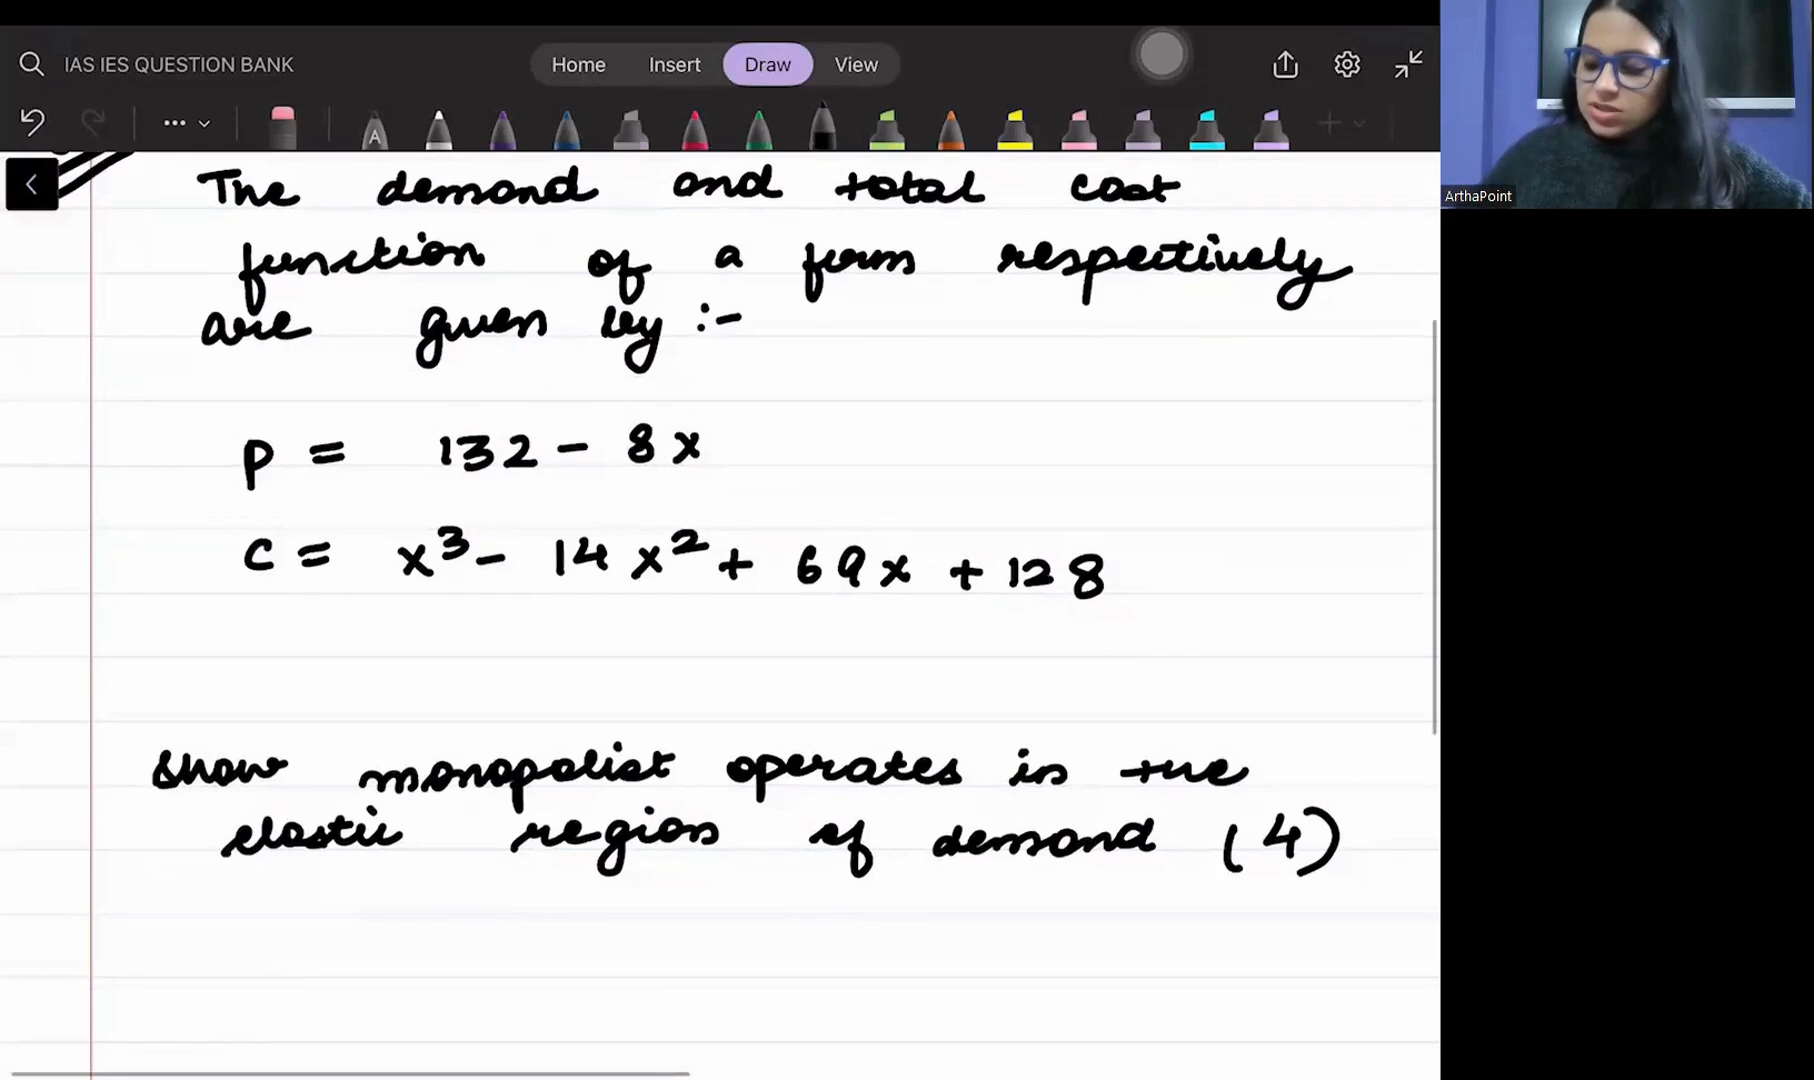 IAS IES QUESTION BANK
Home Insert Draw View
A
ArthaPoint
The demand and total cost
function of a firm respectively
are given by :-
P = 132 - 8x
C = x³ - 14x² + 69x + 128
Show monopolist operates in the
elastic region of demand (4)